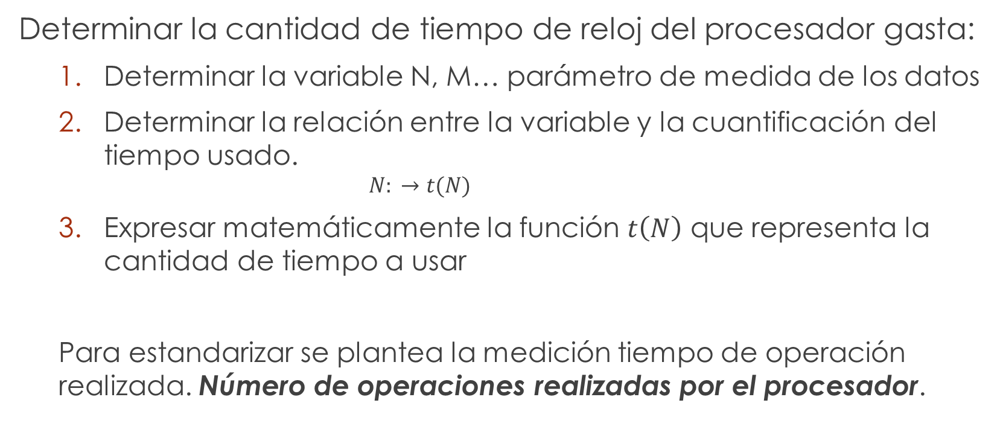 Determinar la cantidad de tiempo de reloj del procesador gasta:
1. Determinar la variable N, M… parámetro de medida de los datos
2. Determinar la relación entre la variable y la cuantificación del
tiempo usado.
N: → t(N)
3. Expresar matemáticamente la función t(N) que representa la
cantidad de tiempo a usar
Para estandarizar se plantea la medición tiempo de operación
realizada. Número de operaciones realizadas por el procesador.